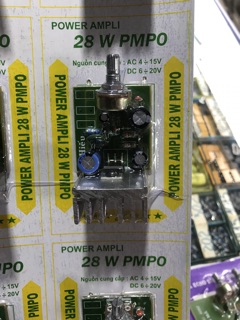 POWER AMPLI
28 W PMPO
Nguồn cung cấp : AC 4 ÷ 15V
DC 6 ÷ 20V
POWER AMPLI 28 W PMPO
POWER AMPLI 28 W PMPO
Hiếu
POWER AMPLI
28 W PMPO
Nguồn cung cấp : AC 4 ÷ 15V
DC 6 ÷ 20V